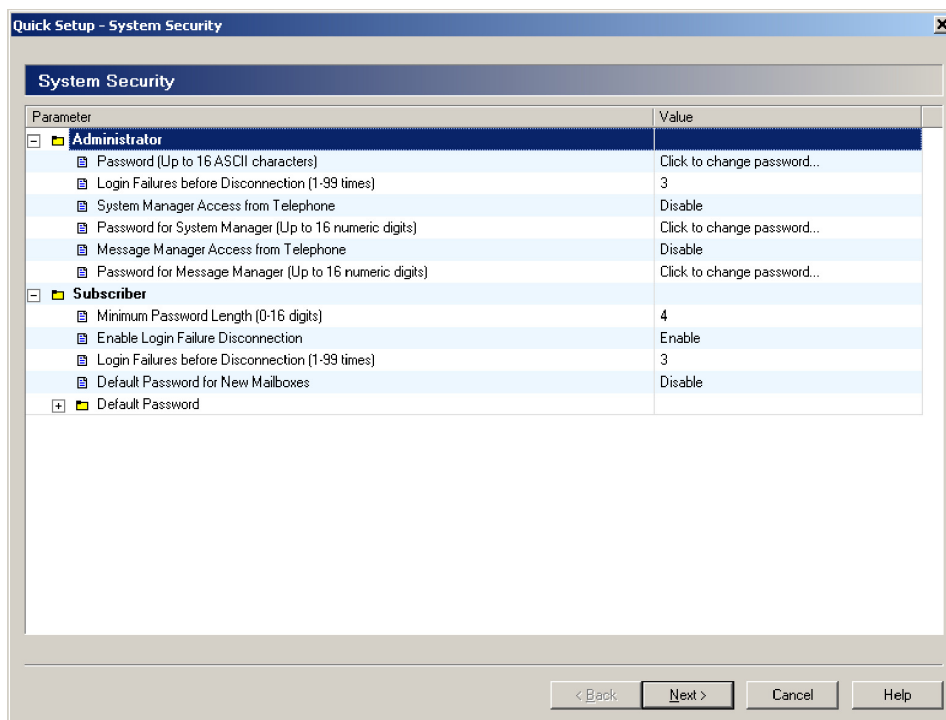 Quick Setup - System Security
System Security
Parameter Value
Administrator
Password (Up to 16 ASCII characters) Click to change password...
Login Failures before Disconnection (1-99 times) 3
System Manager Access from Telephone Disable
Password for System Manager (Up to 16 numeric digits) Click to change password...
Message Manager Access from Telephone Disable
Password for Message Manager (Up to 16 numeric digits) Click to change password...
Subscriber
Minimum Password Length (0-16 digits) 4
Enable Login Failure Disconnection Enable
Login Failures before Disconnection (1-99 times) 3
Default Password for New Mailboxes Disable
Default Password
< Back Next > Cancel Help